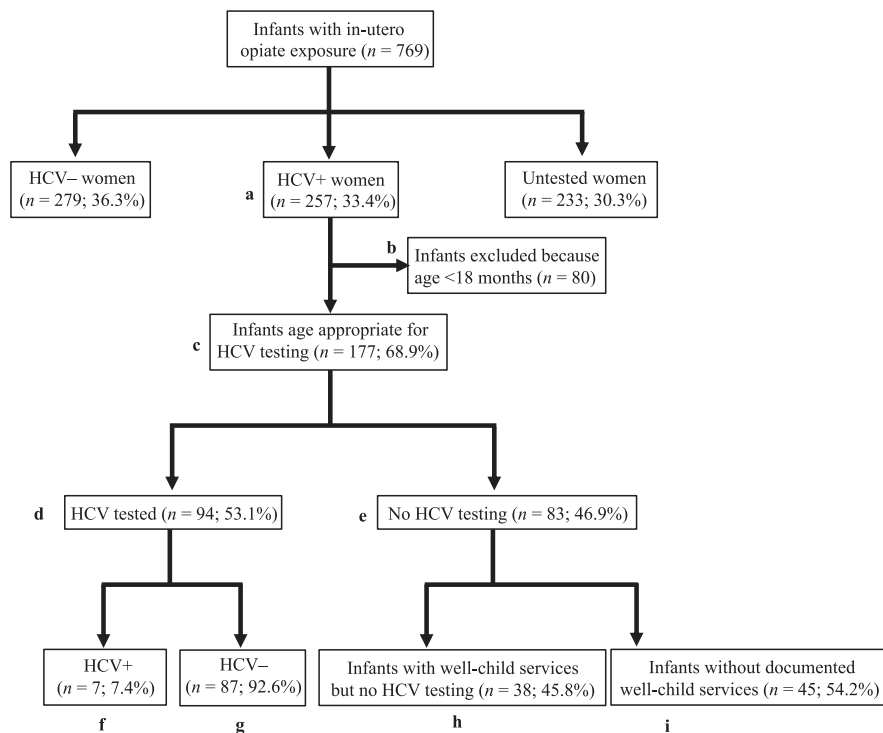 Infants with in-utero
opiate exposure (n = 769)
HCV– women
(n = 279; 36.3%)
a
HCV+ women
(n = 257; 33.4%)
Untested women
(n = 233; 30.3%)
b
Infants excluded because
age <18 months (n = 80)
c
Infants age appropriate for
HCV testing (n = 177; 68.9%)
d
HCV tested (n = 94; 53.1%)
e
No HCV testing (n = 83; 46.9%)
HCV+
(n = 7; 7.4%)
HCV–
(n = 87; 92.6%)
Infants with well-child services
but no HCV testing (n = 38; 45.8%)
Infants without documented
well-child services (n = 45; 54.2%)
f
g
h
i